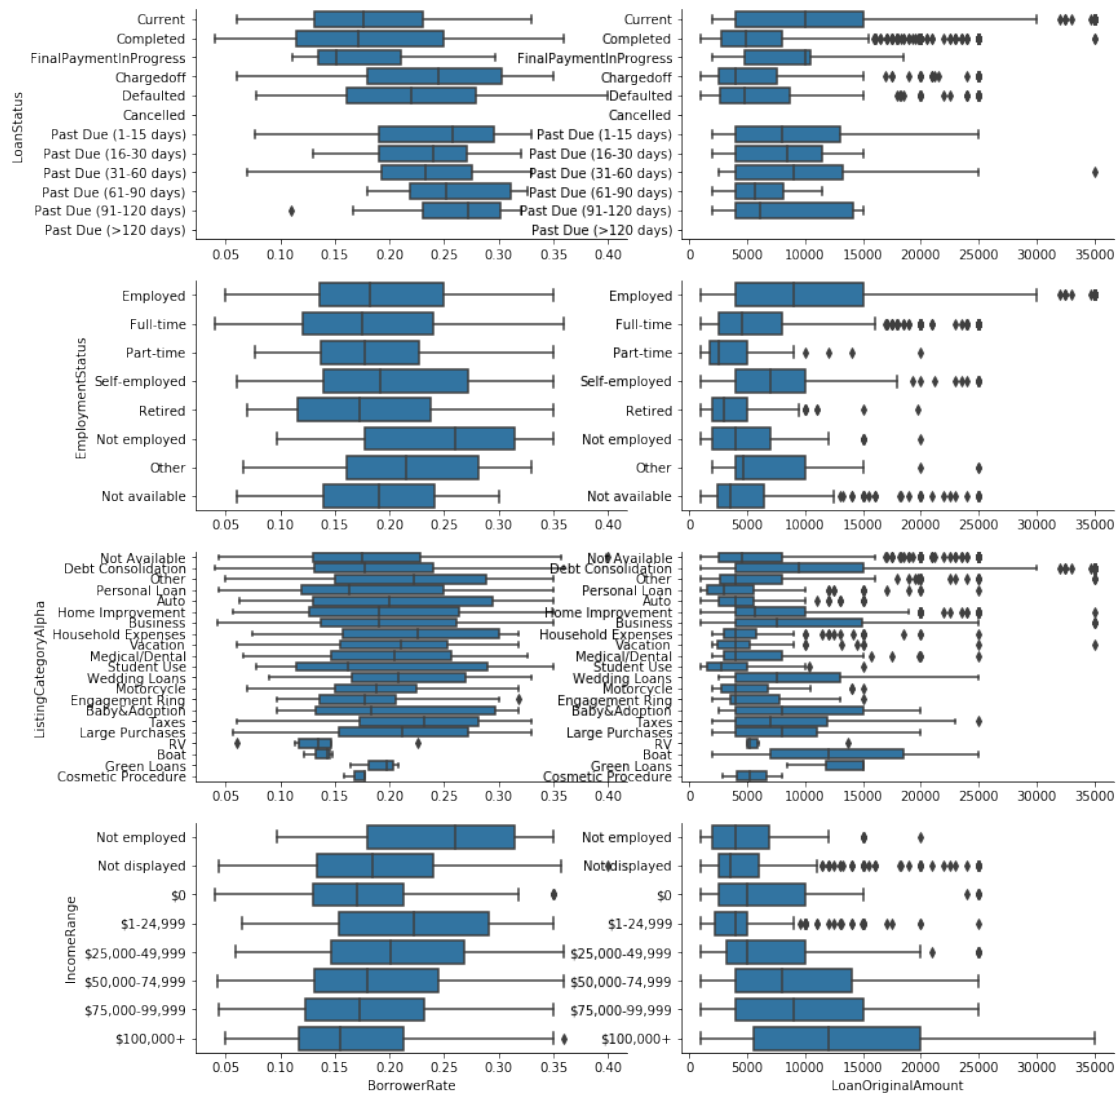 LoanStatus
Current
Completed
FinalPaymentInProgress
Chargedoff
Defaulted
Cancelled
Past Due (1-15 days)
Past Due (16-30 days)
Past Due (31-60 days)
Past Due (61-90 days)
Past Due (91-120 days)
Past Due (>120 days)
0.05 0.10 0.15 0.20 0.25 0.30 0.35 0.40
Current
Completed
FinalPaymentInProgress
Chargedoff
Defaulted
Cancelled
Past Due (1-15 days)
Past Due (16-30 days)
Past Due (31-60 days)
Past Due (61-90 days)
Past Due (91-120 days)
Past Due (>120 days)
0 5000 10000 15000 20000 25000 30000 35000
EmploymentStatus
Employed
Full-time
Part-time
Self-employed
Retired
Not employed
Other
Not available
0.05 0.10 0.15 0.20 0.25 0.30 0.35 0.40
Employed
Full-time
Part-time
Self-employed
Retired
Not employed
Other
Not available
0 5000 10000 15000 20000 25000 30000 35000
ListingCategoryAlpha
Not Available
Debt Consolidation
Other
Personal Loan
Auto
Home Improvement
Business
Household Expenses
Vacation
Medical/Dental
Student Use
Wedding Loans
Motorcycle
Engagement Ring
Baby&Adoption
Taxes
Large Purchases
RV
Boat
Green Loans
Cosmetic Procedure
0.05 0.10 0.15 0.20 0.25 0.30 0.35 0.40
Not Available
Debt Consolidation
Other
Personal Loan
Auto
Home Improvement
Business
Household Expenses
Vacation
Medical/Dental
Student Use
Wedding Loans
Motorcycle
Engagement Ring
Baby&Adoption
Taxes
Large Purchases
RV
Boat
Green Loans
Cosmetic Procedure
0 5000 10000 15000 20000 25000 30000 35000
IncomeRange
Not employed
Not displayed
$0
$1-24,999
$25,000-49,999
$50,000-74,999
$75,000-99,999
$100,000+
0.05 0.10 0.15 0.20 0.25 0.30 0.35 0.40
BorrowerRate
Not employed
Not displayed
$0
$1-24,999
$25,000-49,999
$50,000-74,999
$75,000-99,999
$100,000+
0 5000 10000 15000 20000 25000 30000 35000
LoanOriginalAmount